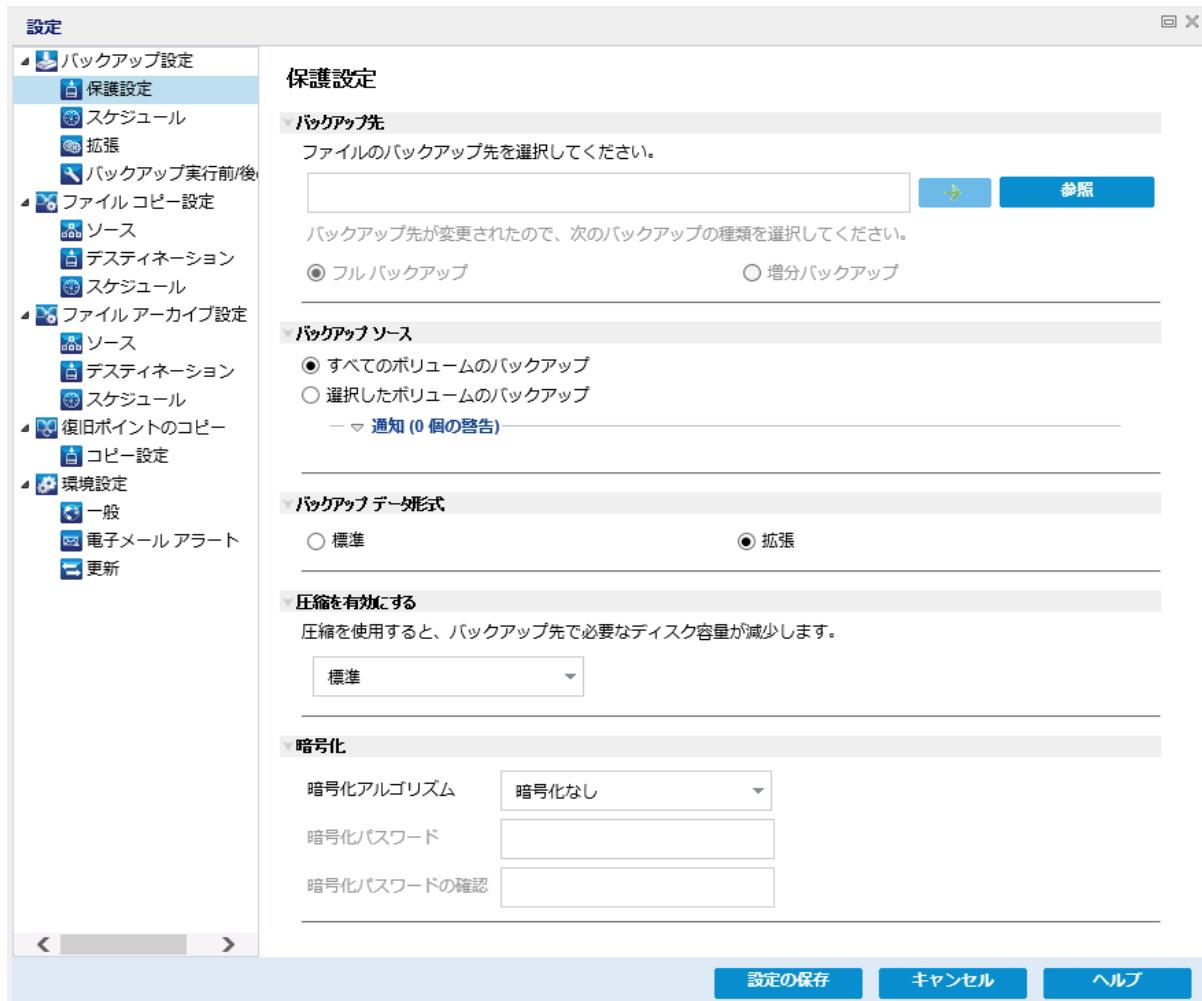 設定
バックアップ設定
保護設定
スケジュール
拡張
バックアップ実行前/後
ファイル コピー設定
ソース
デスティネーション
スケジュール
ファイル アーカイブ設定
ソース
デスティネーション
スケジュール
復旧ポイントのコピー
コピー設定
環境設定
一般
電子メール アラート
更新
保護設定
バックアップ先
ファイルのバックアップ先を選択してください。
参照
バックアップ先が変更されたので、次のバックアップの種類を選択してください。
フル バックアップ 増分バックアップ
バックアップ ソース
すべてのボリュームのバックアップ
選択したボリュームのバックアップ
通知 (0 個の警告)
バックアップ データ形式
標準 拡張
圧縮を有効にする
圧縮を使用すると、バックアップ先で必要なディスク容量が減少します。
標準
暗号化
暗号化アルゴリズム 暗号化なし
暗号化パスワード
暗号化パスワードの確認
設定の保存 キャンセル ヘルプ